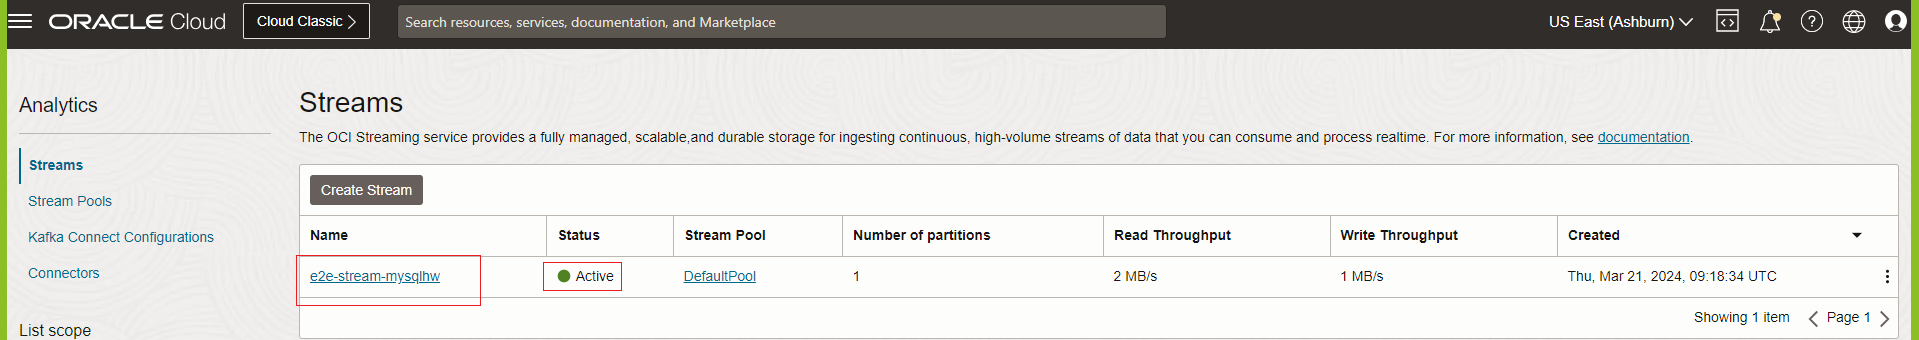 ORACLE Cloud
Cloud Classic >
Search resources, services, documentation, and Marketplace
US East (Ashburn)
Analytics
Streams
Stream Pools
Kafka Connect Configurations
Connectors
List scope
Streams
The OCI Streaming service provides a fully managed, scalable,and durable storage for ingesting continuous, high-volume streams of data that you can consume and process realtime. For more information, see documentation.
Create Stream
Name Status Stream Pool Number of partitions Read Throughput Write Throughput Created
e2e-stream-mysqlhw Active DefaultPool 1 2 MB/s 1 MB/s Thu, Mar 21, 2024, 09:18:34 UTC
Showing 1 item < Page 1 >